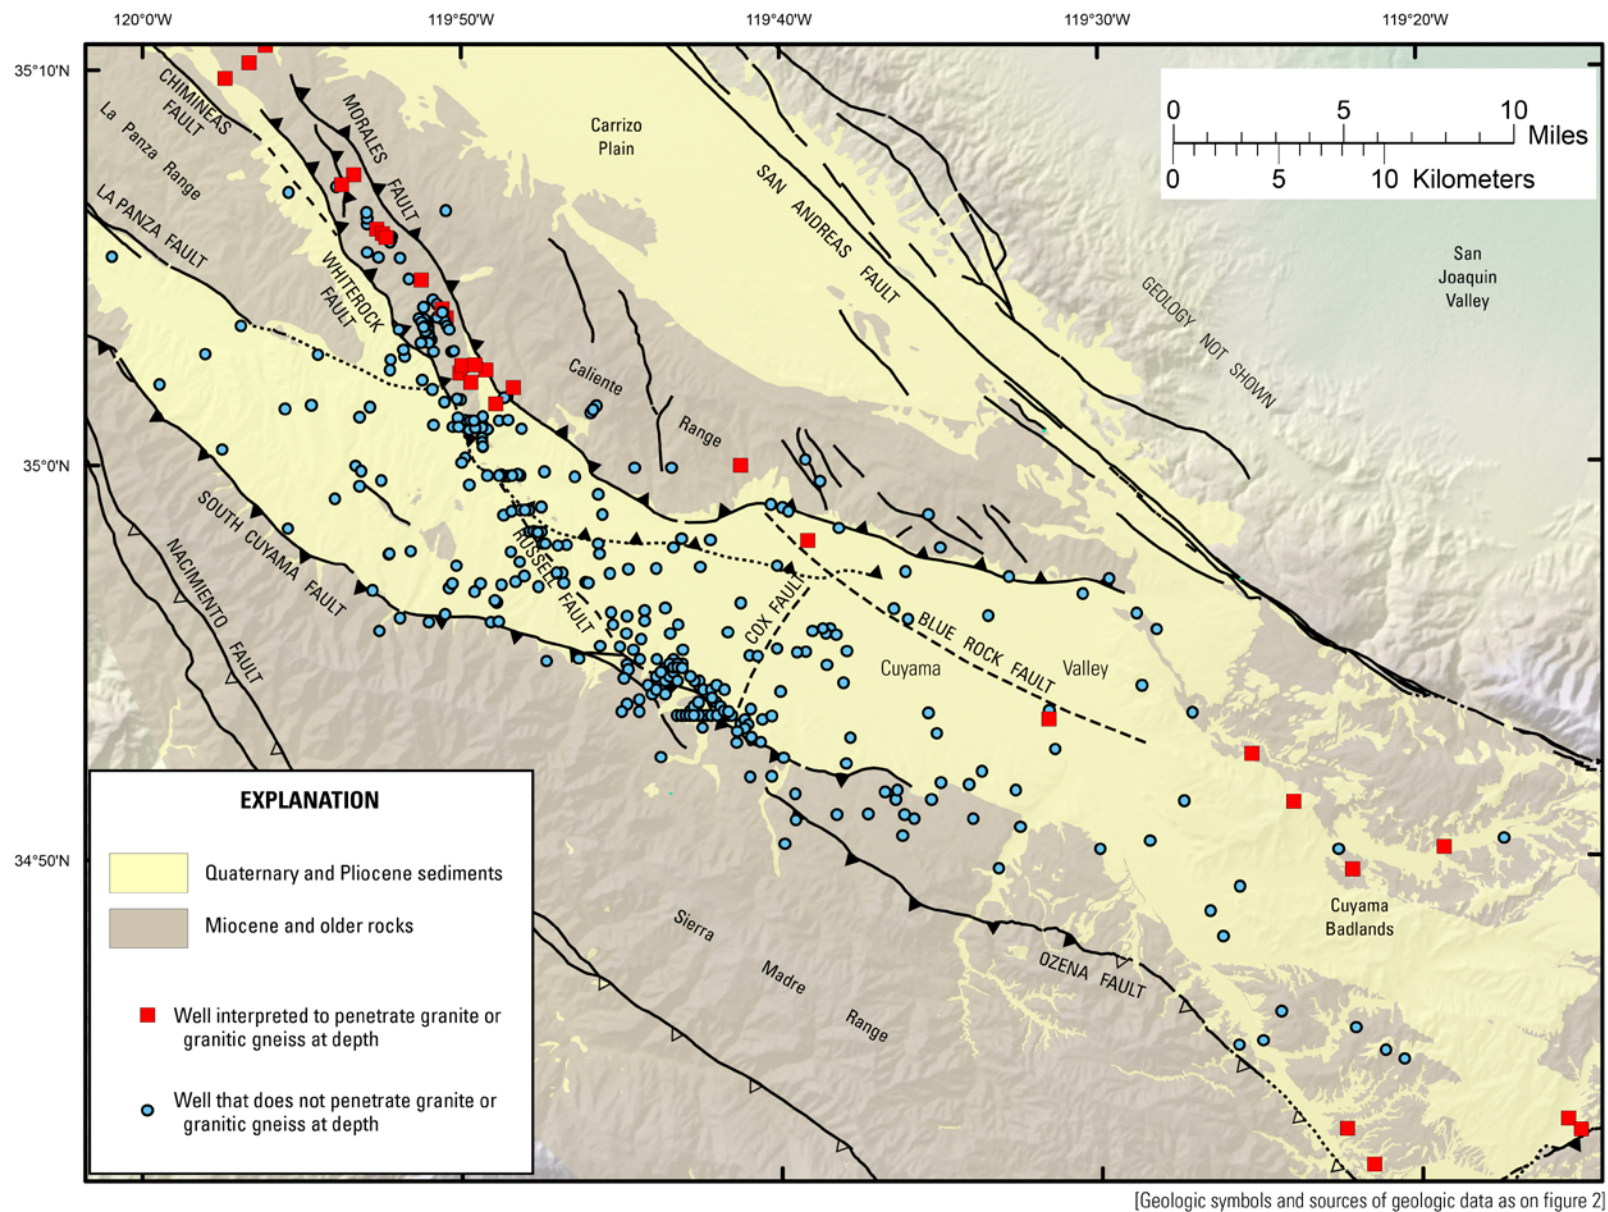 120°0'W
119°50'W
119°40'W
119°30'W
119°20'W
35°10'N
35°0'N
34°50'N
0 5 10
Miles
0 5 10 Kilometers
CHIMINEAS
FAULT
La Panza Range
LA PANZA FAULT
MORALES
FAULT
WHITEROCK
FAULT
Carrizo
Plain
SAN ANDREAS FAULT
San
Joaquin
Valley
GEOLOGY NOT SHOWN
Caliente
Range
SOUTH CUYAMA FAULT
NACIMIENTO FAULT
RUSSELL FAULT
COX FAULT
BLUE ROCK FAULT
Cuyama
Valley
Cuyama
Badlands
OZENA FAULT
Sierra
Madre
Range
EXPLANATION
Quaternary and Pliocene sediments
Miocene and older rocks
Well interpreted to penetrate granite or
granitic gneiss at depth
Well that does not penetrate granite or
granitic gneiss at depth
[Geologic symbols and sources of geologic data as on figure 2]